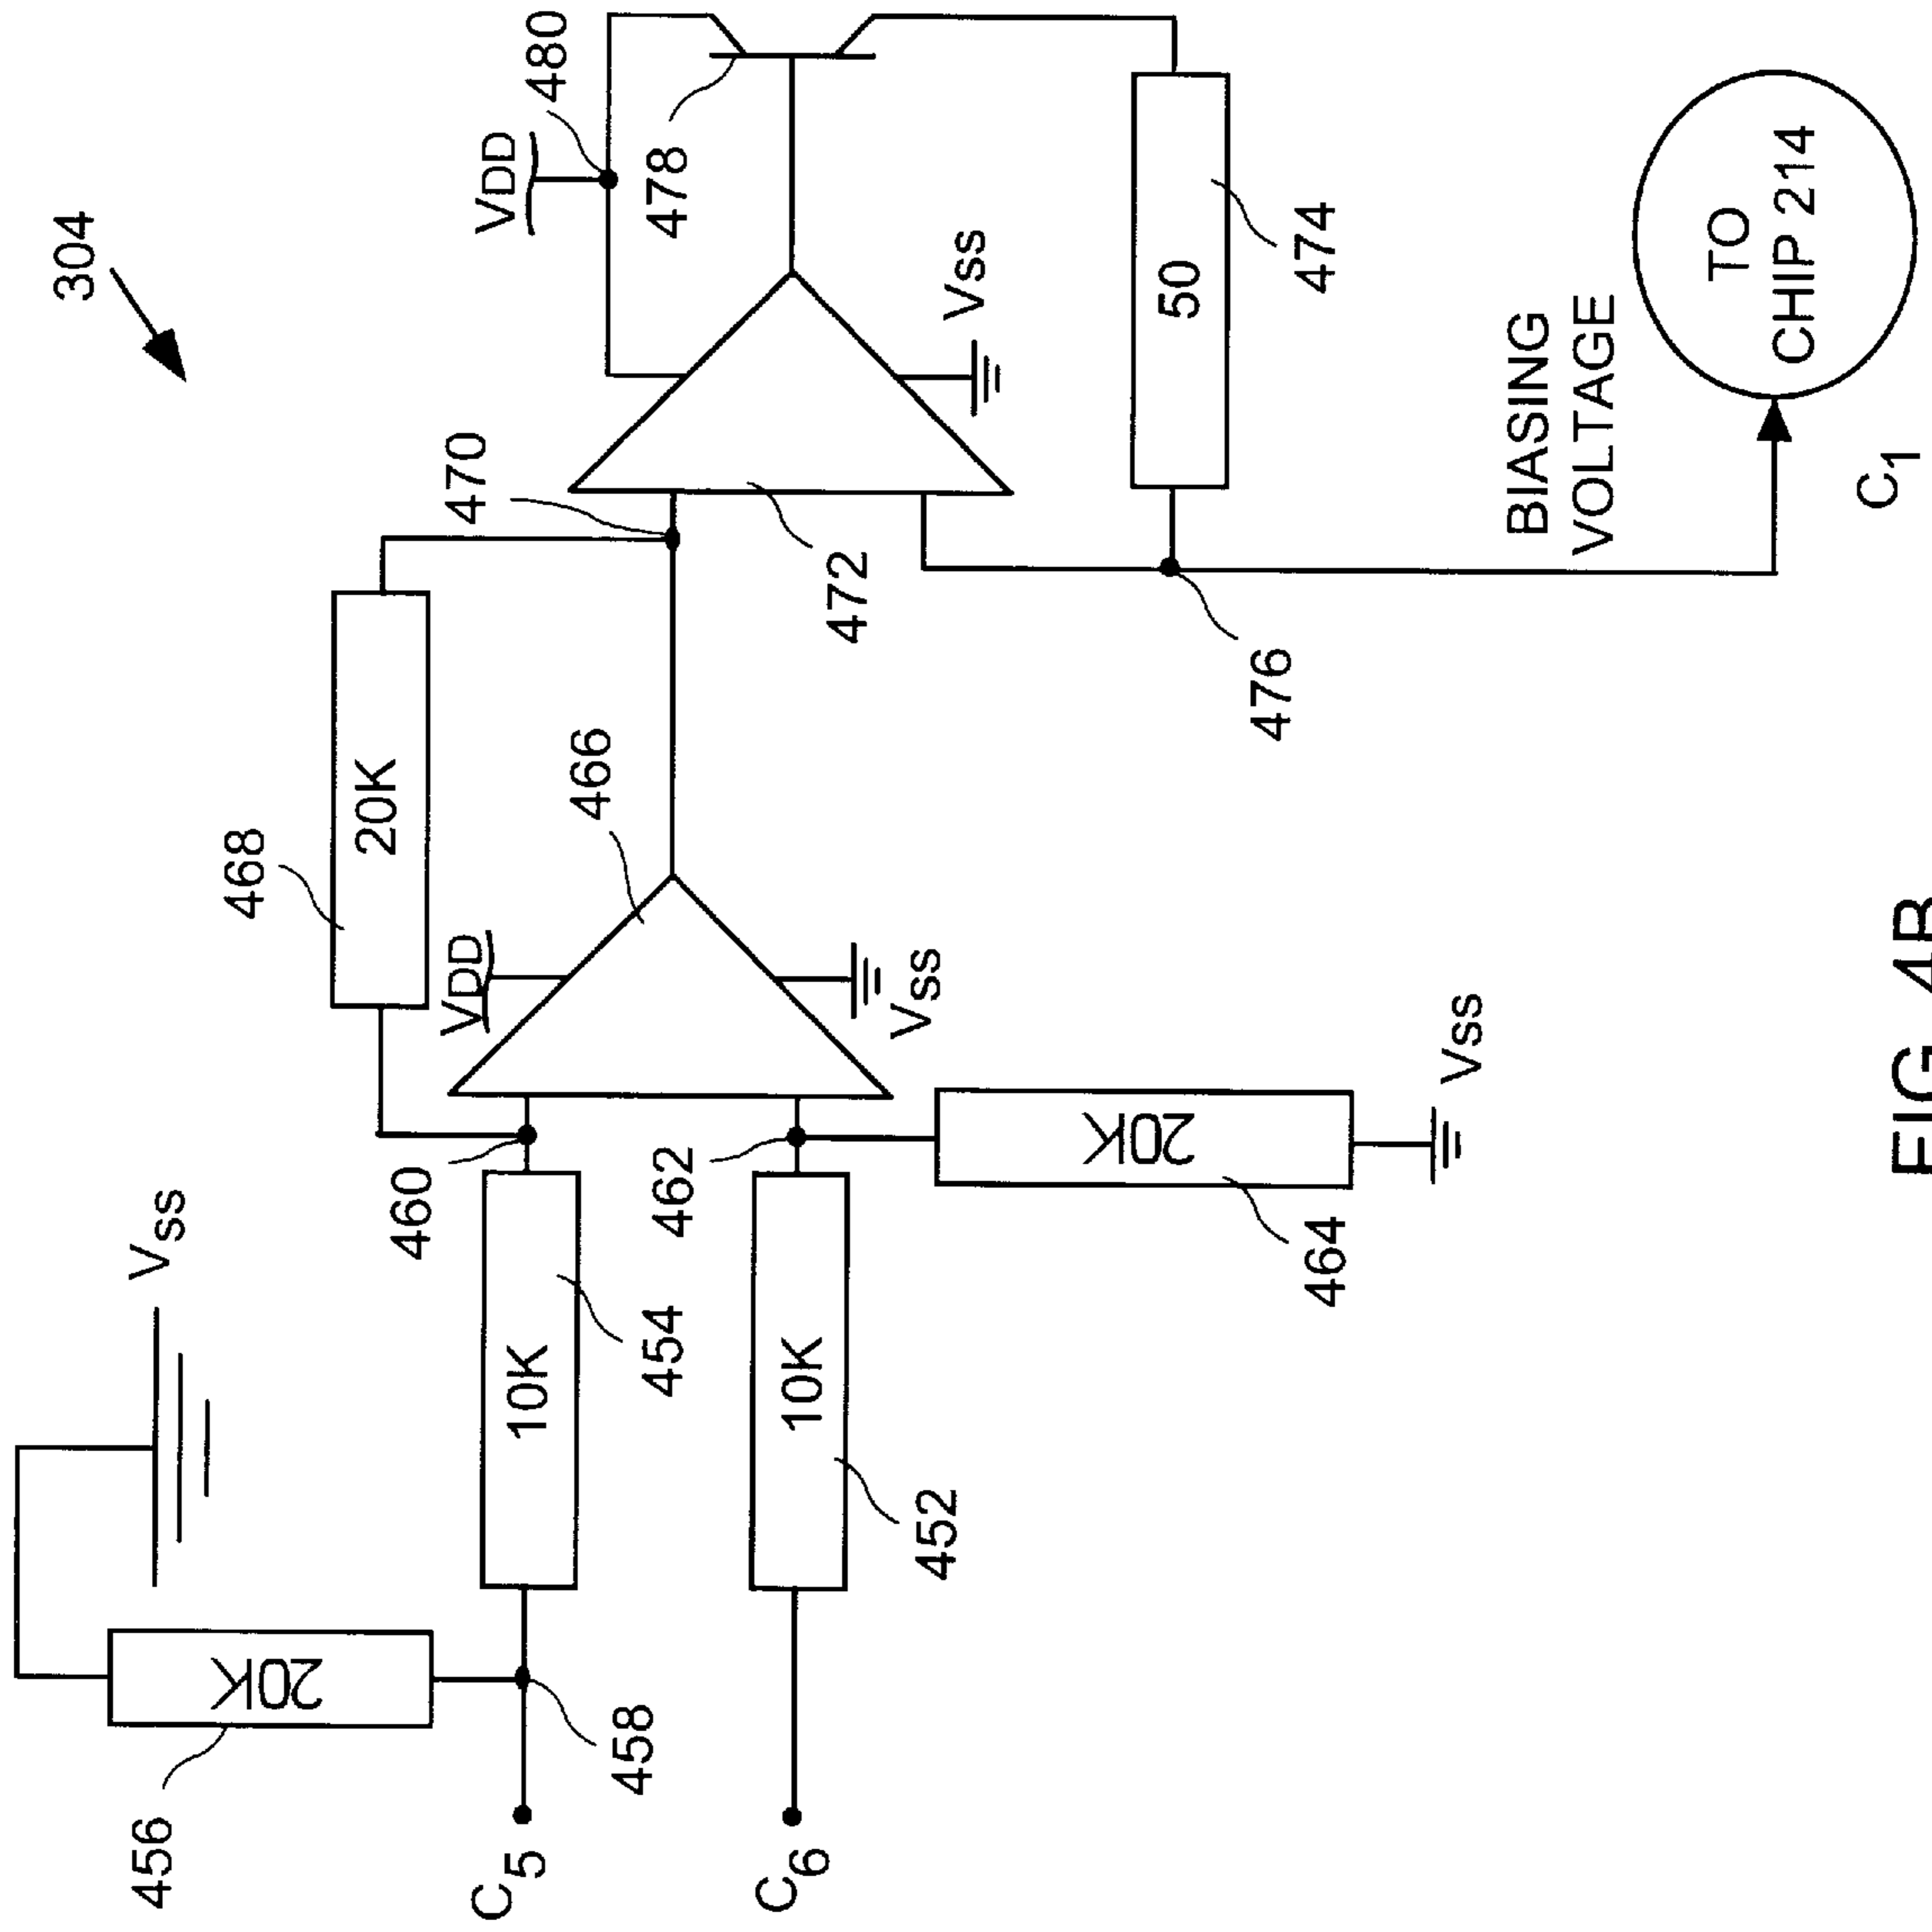 304
VDD
480
478
470
VSS
472
50
474
476
BIASING
VOLTAGE
TO
CHIP 214
C1
468
20K
466
VDD
VSS
460
462
20K
464
VSS
VSS
10K
454
10K
452
20K
456
458
C5
C6
FIG 4B